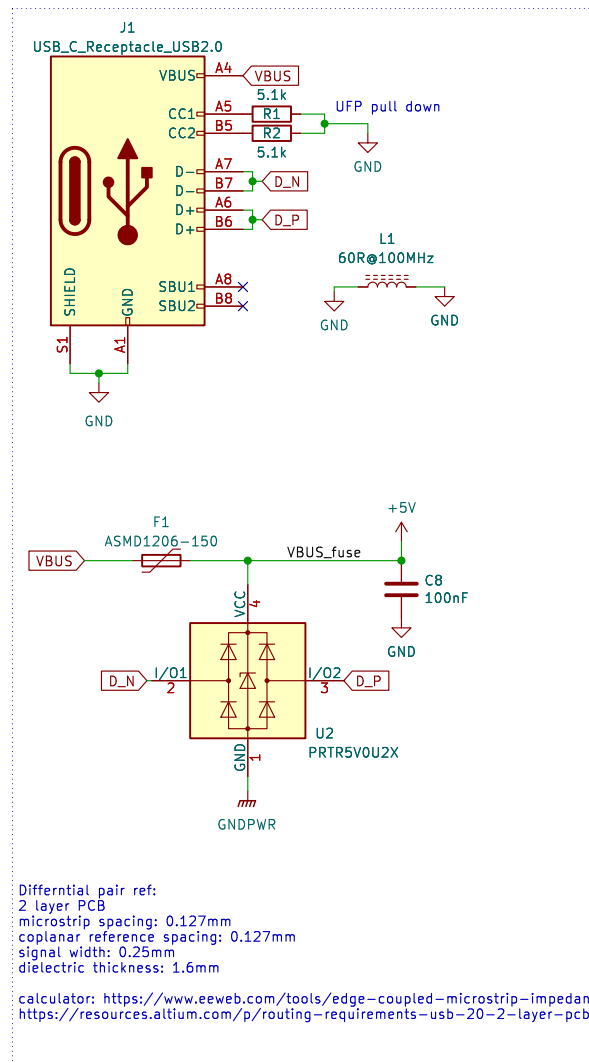 J1
USB_C_Receptacle_USB2.0
VBUS A4 VBUS
5.1k
CC1 A5 R1 UFP pull down
CC2 B5 R2
5.1k
GND
D- A7
D- B7 D_N
D+ A6
D+ B6 D_P
L1
60R@100MHz
SBU1 A8
SBU2 B8
GND GND
SHIELD GND
S1 A1
GND
F1
ASMD1206-150
+5V
VBUS VBUS_fuse
C8
100nF
VCC 4
GND
D_N I/O1 I/O2 D_P
2 3
U2
PRTR5V0U2X
GND 1
GNDPWR
Differntial pair ref:
2 layer PCB
microstrip spacing: 0.127mm
coplanar reference spacing: 0.127mm
signal width: 0.25mm
dielectric thickness: 1.6mm
calculator: https://www.eeweb.com/tools/edge-coupled-microstrip-impedan
https://resources.altium.com/p/routing-requirements-usb-20-2-layer-pcb